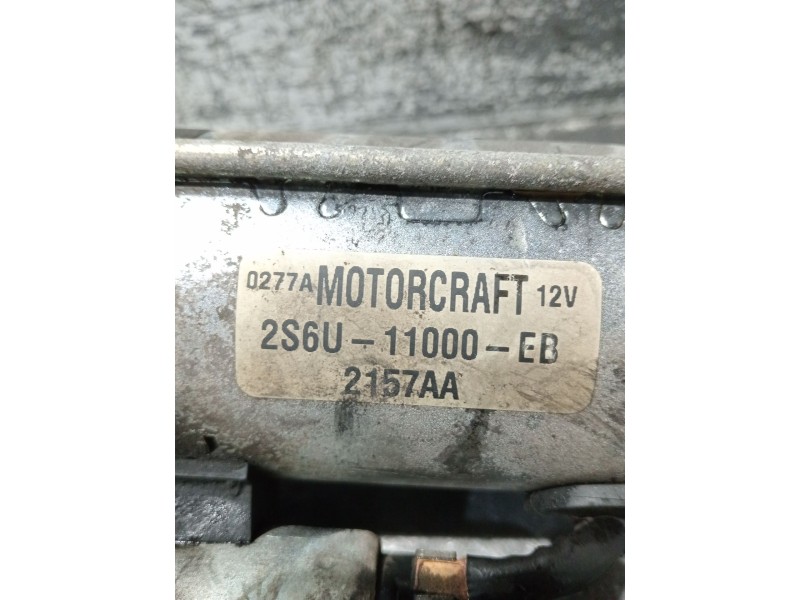 0277A MOTORCRAFT 12V
2S6U-11000-EB
2157AA